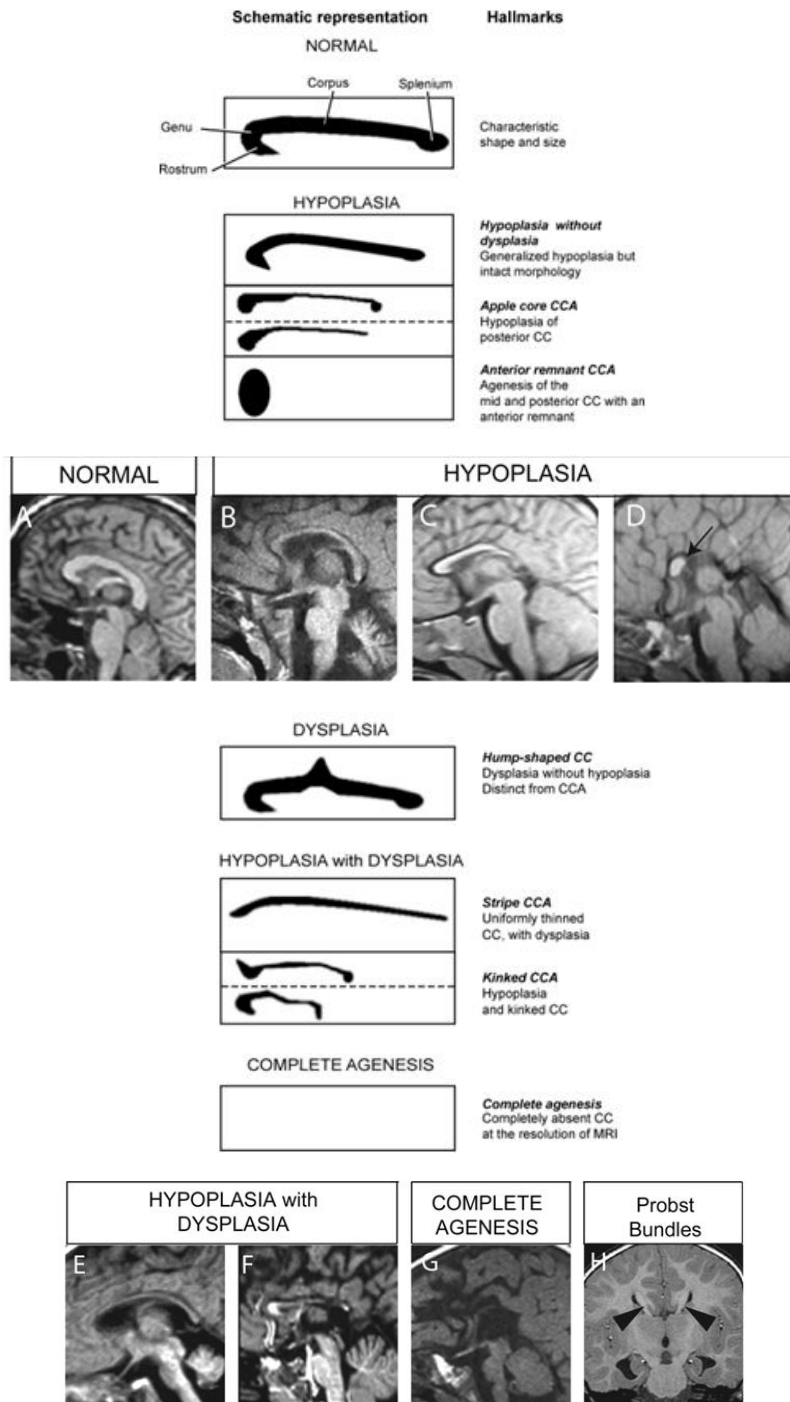 Schematic representation
Hallmarks
NORMAL
Corpus
Splenium
Genu
Rostrum
Characteristic
shape and size
HYPOPLASIA
Hypoplasia without
dysplasia
Generalized hypoplasia but
intact morphology
Apple core CCA
Hypoplasia of
posterior CC
Anterior remnant CCA
Agenesis of the
mid and posterior CC with an
anterior remnant
NORMAL
HYPOPLASIA
A
B
C
D
DYSPLASIA
Hump-shaped CC
Dysplasia without hypoplasia
Distinct from CCA
HYPOPLASIA with DYSPLASIA
Stripe CCA
Uniformly thinned
CC, with dysplasia
Kinked CCA
Hypoplasia
and kinked CC
COMPLETE AGENESIS
Complete agenesis
Completely absent CC
at the resolution of MRI
HYPOPLASIA with
DYSPLASIA
COMPLETE
AGENESIS
Probst
Bundles
E
F
G
H